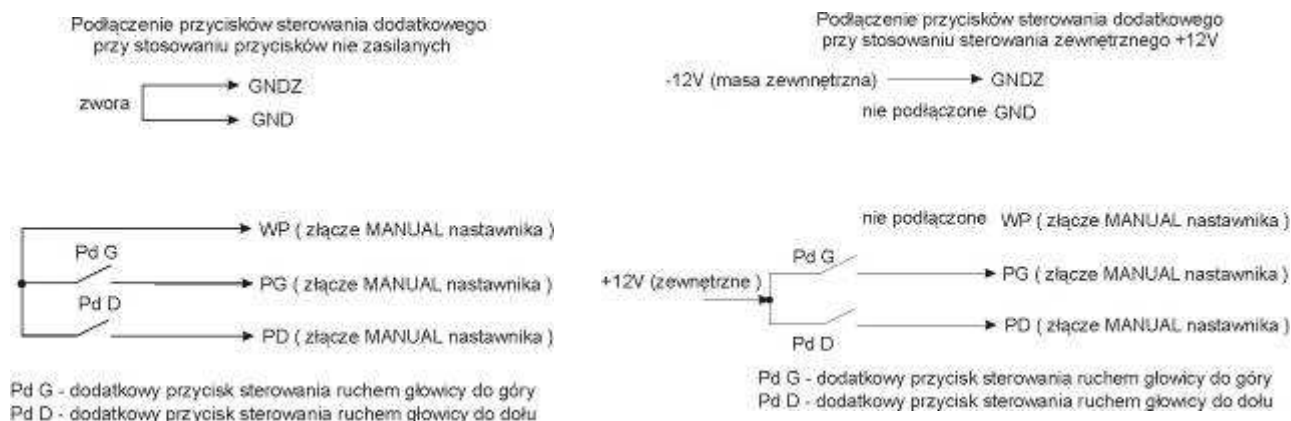 Podłączenie przycisków sterowania dodatkowego
przy stosowaniu przycisków nie zasilanych
zwora
GNDZ
GND
WP ( złącze MANUAL nastawnika )
Pd G
PG ( złącze MANUAL nastawnika )
Pd D
PD ( złącze MANUAL nastawnika )
Pd G - dodatkowy przycisk sterowania ruchem głowicy do góry
Pd D - dodatkowy przycisk sterowania ruchem głowicy do dołu
Podłączenie przycisków sterowania dodatkowego
przy stosowaniu sterowania zewnętrznego +12V
-12V (masa zewnnętrzna) GNDZ
nie podłączone GND
nie podłączone WP ( złącze MANUAL nastawnika )
Pd G
+12V (zewnętrzne )
PG ( złącze MANUAL nastawnika )
PD ( złącze MANUAL nastawnika )
Pd D
Pd G - dodatkowy przycisk sterowania ruchem głowicy do góry
Pd D - dodatkowy przycisk sterowania ruchem głowicy do dołu